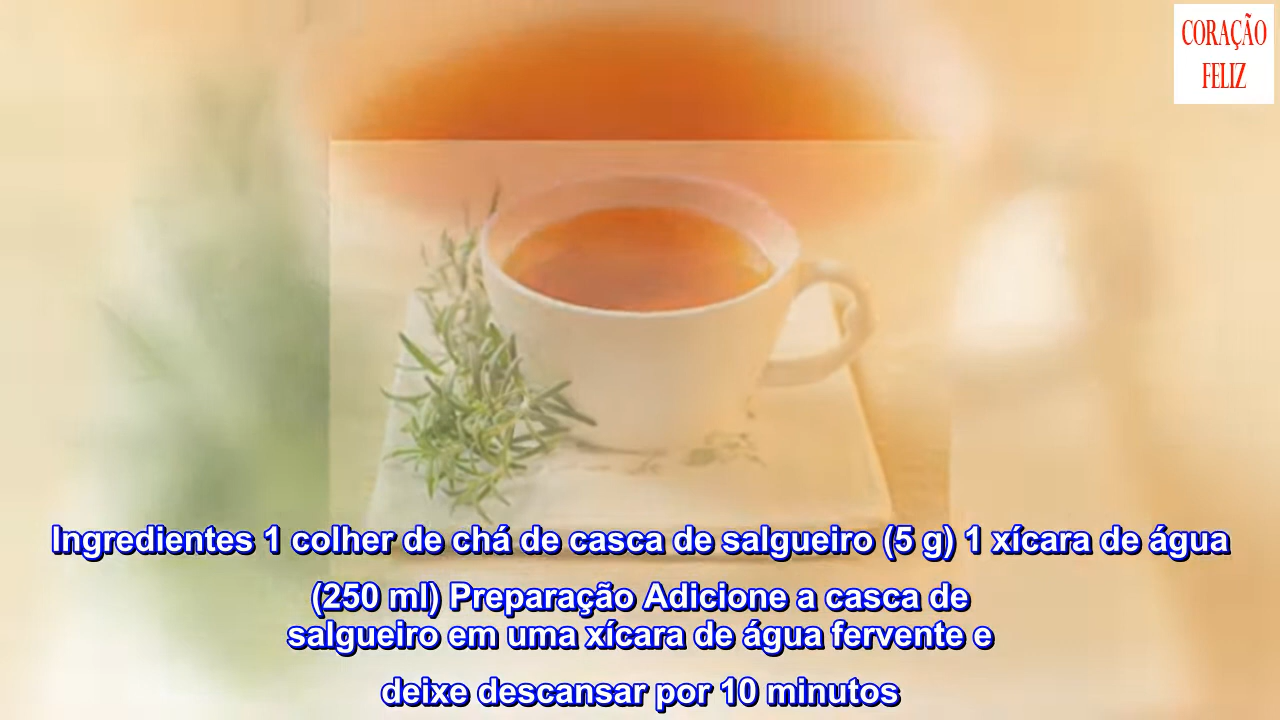 CORAÇÃO
FELIZ
Ingredientes 1 colher de chá de casca de salgueiro (5 g) 1 xícara de água
(250 ml) Preparação Adicione a casca de
salgueiro em uma xícara de água fervente e
deixe descansar por 10 minutos